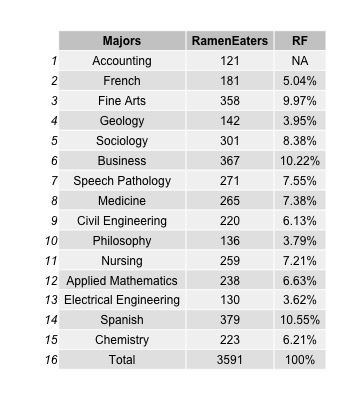 Majors RamenEaters RF
1 Accounting 121 NA
2 French 181 5.04%
3 Fine Arts 358 9.97%
4 Geology 142 3.95%
5 Sociology 301 8.38%
6 Business 367 10.22%
7 Speech Pathology 271 7.55%
8 Medicine 265 7.38%
9 Civil Engineering 220 6.13%
10 Philosophy 136 3.79%
11 Nursing 259 7.21%
12 Applied Mathematics 238 6.63%
13 Electrical Engineering 130 3.62%
14 Spanish 379 10.55%
15 Chemistry 223 6.21%
16 Total 3591 100%